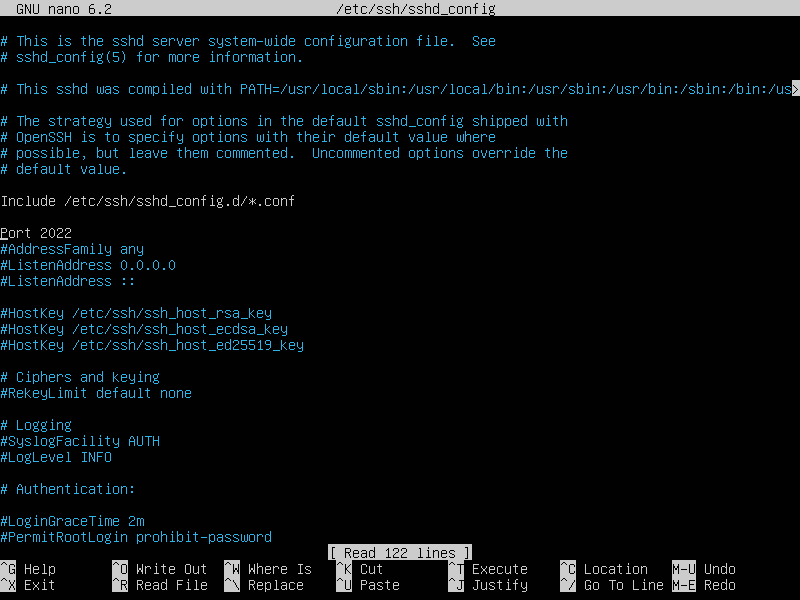 GNU nano 6.2 /etc/ssh/sshd_config
# This is the sshd server system-wide configuration file.  See
# sshd_config(5) for more information.
# This sshd was compiled with PATH=/usr/local/sbin:/usr/local/bin:/usr/sbin:/usr/bin:/sbin:/bin:/us>
# The strategy used for options in the default sshd_config shipped with
# OpenSSH is to specify options with their default value where
# possible, but leave them commented.  Uncommented options override the
# default value.
Include /etc/ssh/sshd_config.d/*.conf
Port 2022
#AddressFamily any
#ListenAddress 0.0.0.0
#ListenAddress ::
#HostKey /etc/ssh/ssh_host_rsa_key
#HostKey /etc/ssh/ssh_host_ecdsa_key
#HostKey /etc/ssh/ssh_host_ed25519_key
# Ciphers and keying
#RekeyLimit default none
# Logging
#SyslogFacility AUTH
#LogLevel INFO
# Authentication:
#LoginGraceTime 2m
#PermitRootLogin prohibit-password
[ Read 122 lines ]
^G Help ^O Write Out ^W Where Is ^K Cut ^T Execute ^C Location M-U Undo
^X Exit ^R Read File ^\ Replace ^U Paste ^J Justify ^/ Go To Line M-E Redo